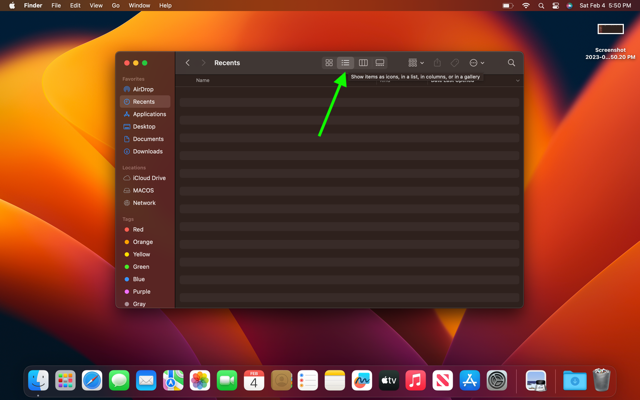 Finder File Edit View Go Window Help
Sat Feb 4 5:50 PM
Screenshot
2023-0...50.20 PM
Recents
Show items as icons, in a list, in columns, or in a gallery
Name
Favorites
AirDrop
Recents
Applications
Desktop
Documents
Downloads
Locations
iCloud Drive
MACOS
Network
Tags
Red
Orange
Yellow
Green
Blue
Purple
Gray
FEB
4
tv